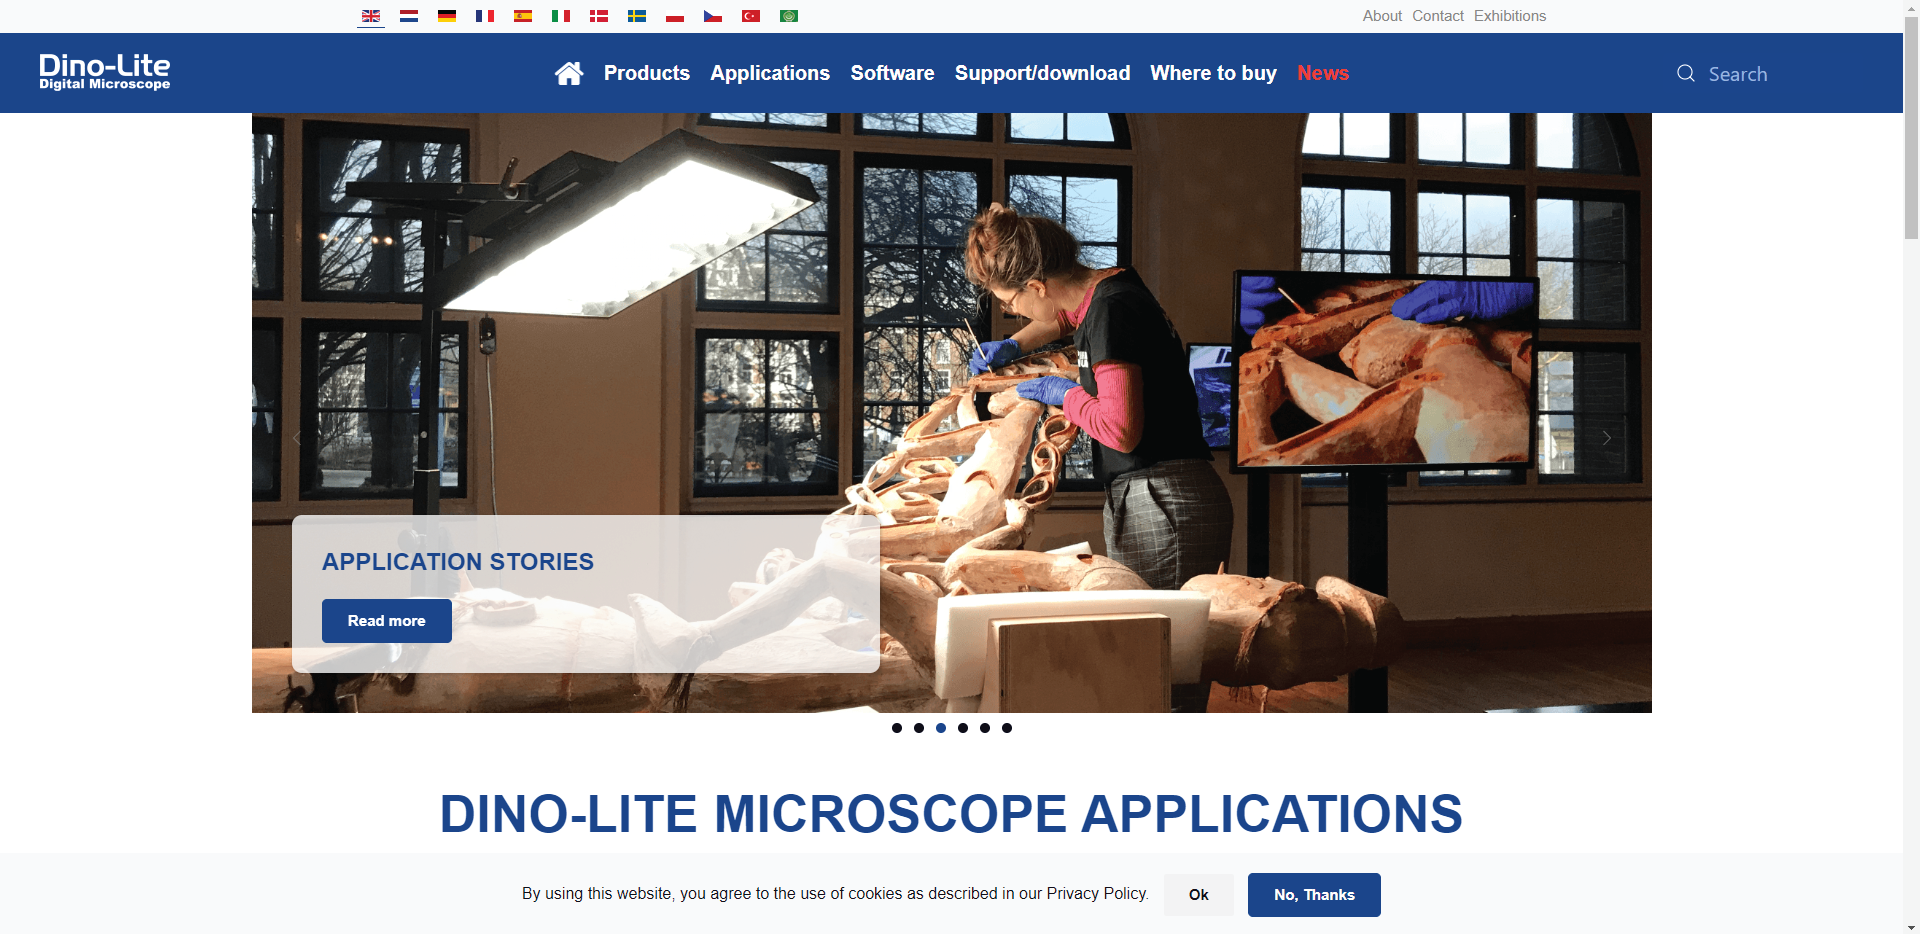 About Contact Exhibitions
Dino-Lite
Digital Microscope
Products Applications Software Support/download Where to buy News
Search
APPLICATION STORIES
Read more
DINO-LITE MICROSCOPE APPLICATIONS
By using this website, you agree to the use of cookies as described in our Privacy Policy.
Ok
No, Thanks